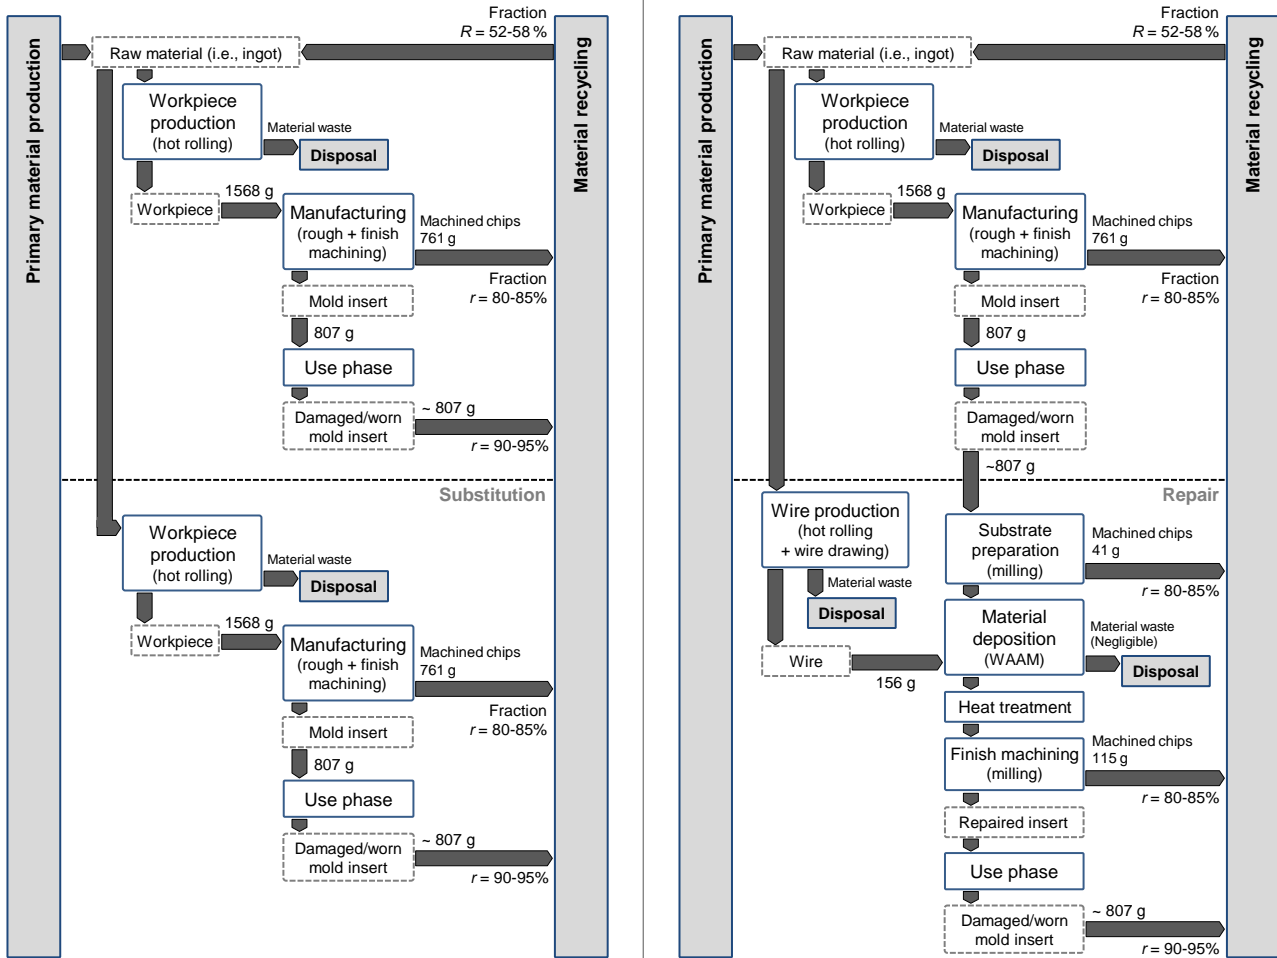 Primary material production
Fraction
R = 52-58 %
Raw material (i.e., ingot)
Workpiece
production
(hot rolling)
Material waste
Disposal
Workpiece
1568 g
Manufacturing
(rough + finish
machining)
Machined chips
761 g
Fraction
r = 80-85%
Mold insert
807 g
Use phase
Damaged/worn
mold insert
~ 807 g
r = 90-95%
Substitution
Workpiece
production
(hot rolling)
Material waste
Disposal
Workpiece
1568 g
Manufacturing
(rough + finish
machining)
Machined chips
761 g
Fraction
r = 80-85%
Mold insert
807 g
Use phase
Damaged/worn
mold insert
~ 807 g
r = 90-95%
Material recycling
Primary material production
Fraction
R = 52-58 %
Raw material (i.e., ingot)
Workpiece
production
(hot rolling)
Material waste
Disposal
Workpiece
1568 g
Manufacturing
(rough + finish
machining)
Machined chips
761 g
Fraction
r = 80-85%
Mold insert
807 g
Use phase
Damaged/worn
mold insert
~807 g
Repair
Wire production
(hot rolling
+ wire drawing)
Material waste
Disposal
Wire
156 g
Substrate
preparation
(milling)
Machined chips
41 g
r = 80-85%
Material
deposition
(WAAM)
Material waste
(Negligible)
Disposal
Heat treatment
Finish machining
(milling)
Machined chips
115 g
r = 80-85%
Repaired insert
Use phase
Damaged/worn
mold insert
~ 807 g
r = 90-95%
Material recycling